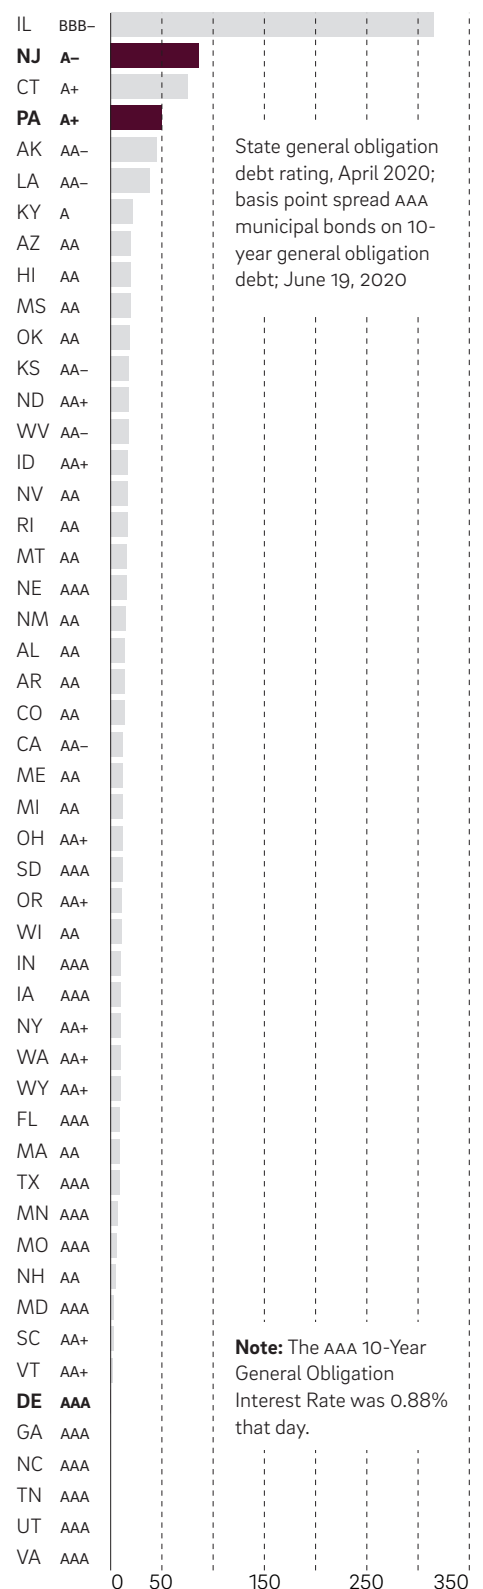 IL BBB–
NJ A–
CT A+
PA A+
AK AA–
LA AA–
KY A
AZ AA
HI AA
MS AA
OK AA
KS AA–
ND AA+
WV AA–
ID AA+
NV AA
RI AA
MT AA
NE AAA
NM AA
AL AA
AR AA
CO AA
CA AA–
ME AA
MI AA
OH AA+
SD AAA
OR AA+
WI AA
IN AAA
IA AAA
NY AA+
WA AA+
WY AA+
FL AAA
MA AA
TX AAA
MN AAA
MO AAA
NH AA
MD AAA
SC AA+
VT AA+
DE AAA
GA AAA
NC AAA
TN AAA
UT AAA
VA AAA
State general obligation
debt rating, April 2020;
basis point spread AAA
municipal bonds on 10-
year general obligation
debt; June 19, 2020
Note: The AAA 10-Year
General Obligation
Interest Rate was 0.88%
that day.
0 50 150 250 350